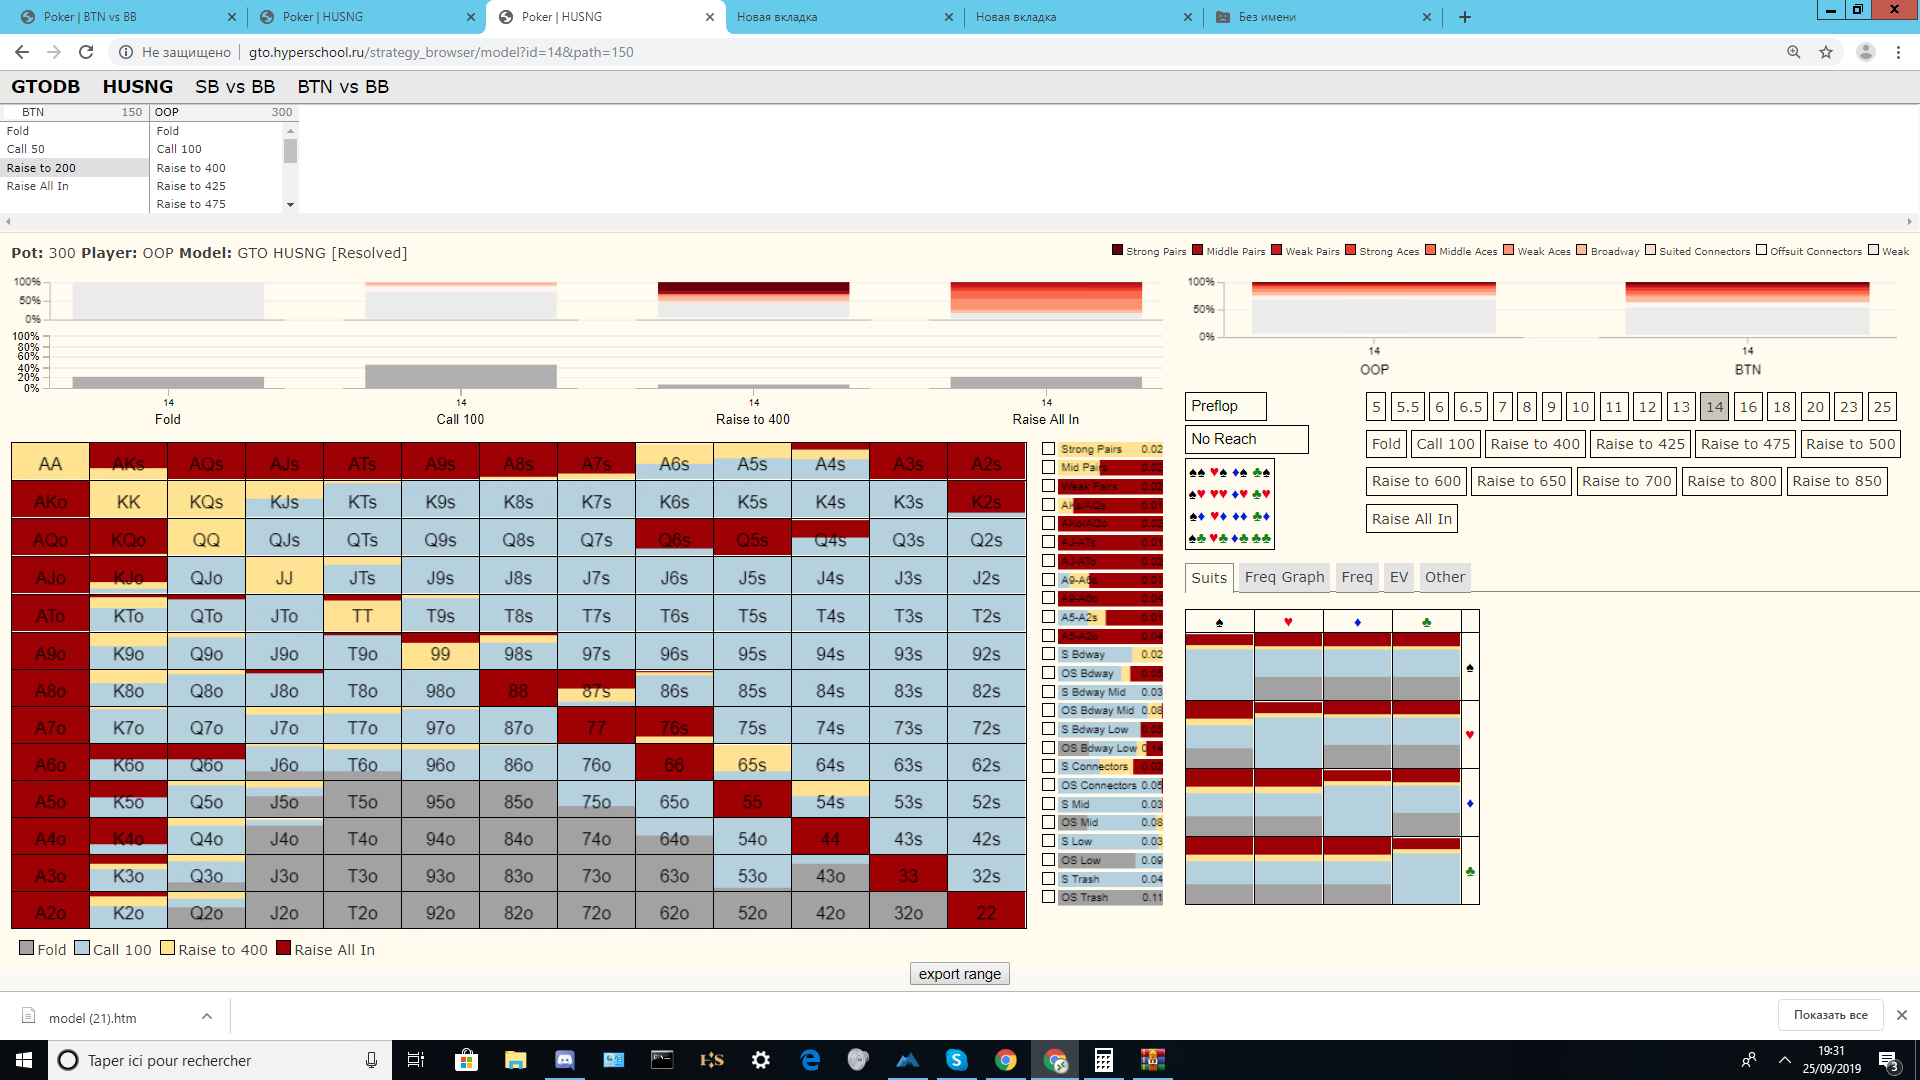 Poker | BTN vs BB
Poker | HUSNG
Poker | HUSNG
Новая вкладка
Новая вкладка
Без имени
Не защищено
gto.hyperschool.ru/strategy_browser/model?id=14&path=150
GTODB HUSNG SB vs BB BTN vs BB
BTN 150 OOP 300
Fold Fold
Call 50 Call 100
Raise to 200 Raise to 400
Raise All In Raise to 425
Raise to 475
Pot: 300 Player: OOP Model: GTO HUSNG [Resolved]
Strong Pairs Middle Pairs Weak Pairs Strong Aces Middle Aces Weak Aces Broadway Suited Connectors Offsuit Connectors Weak
100%
50%
0%
100%
80%
60%
40%
20%
0%
14 14 14 14
Fold Call 100 Raise to 400 Raise All In
100%
50%
0%
14 14
OOP BTN
Preflop
No Reach
5 5.5 6 6.5 7 8 9 10 11 12 13 14 16 18 20 23 25
Fold Call 100 Raise to 400 Raise to 425 Raise to 475 Raise to 500
Raise to 600 Raise to 650 Raise to 700 Raise to 800 Raise to 850
Raise All In
♠♠ ♥♠ ♦♠ ♣♠
♠♥ ♥♥ ♦♥ ♣♥
♠♦ ♥♦ ♦♦ ♣♦
♠♣ ♥♣ ♦♣ ♣♣
Suits Freq Graph Freq EV Other
♠ ♥ ♦ ♣
♠
♥
♦
♣
AA AKs AQs AJs ATs A9s A8s A7s A6s A5s A4s A3s A2s
AKo KK KQs KJs KTs K9s K8s K7s K6s K5s K4s K3s K2s
AQo KQo QQ QJs QTs Q9s Q8s Q7s Q6s Q5s Q4s Q3s Q2s
AJo KJo QJo JJ JTs J9s J8s J7s J6s J5s J4s J3s J2s
ATo KTo QTo JTo TT T9s T8s T7s T6s T5s T4s T3s T2s
A9o K9o Q9o J9o T9o 99 98s 97s 96s 95s 94s 93s 92s
A8o K8o Q8o J8o T8o 98o 88 87s 86s 85s 84s 83s 82s
A7o K7o Q7o J7o T7o 97o 87o 77 76s 75s 74s 73s 72s
A6o K6o Q6o J6o T6o 96o 86o 76o 66 65s 64s 63s 62s
A5o K5o Q5o J5o T5o 95o 85o 75o 65o 55 54s 53s 52s
A4o K4o Q4o J4o T4o 94o 84o 74o 64o 54o 44 43s 42s
A3o K3o Q3o J3o T3o 93o 83o 73o 63o 53o 43o 33 32s
A2o K2o Q2o J2o T2o 92o 82o 72o 62o 52o 42o 32o 22
Strong Pairs 0.02
Mid Pairs 0.02
Weak Pairs 0.02
AKs/AQs 0.01
AKo/AQo 0.02
AJ-ATs 0.01
AJ-ATo 0.02
A9-A6s 0.01
A9-A6o 0.04
A5-A2s 0.01
A5-A2o 0.04
S Bdway 0.02
OS Bdway 0.05
S Bdway Mid 0.03
OS Bdway Mid 0.08
S Bdway Low 0.05
OS Bdway Low 0.14
S Connectors 0.02
OS Connectors 0.05
S Mid 0.03
OS Mid 0.08
S Low 0.03
OS Low 0.09
S Trash 0.04
OS Trash 0.11
Fold Call 100 Raise to 400 Raise All In
export range
model (21).htm
Показать все
Taper ici pour rechercher
19:31
25/09/2019
3